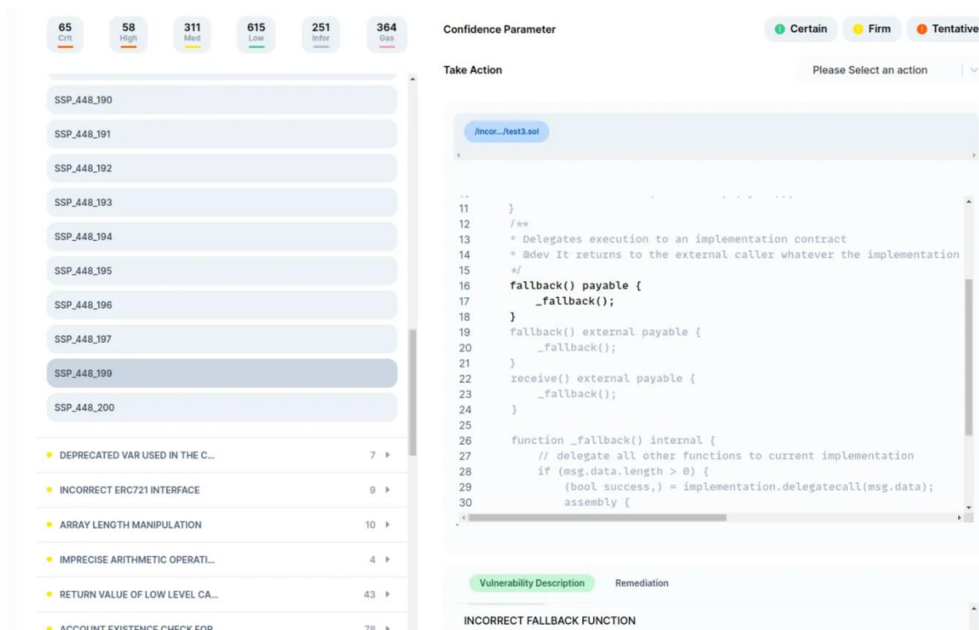 65 58 311 615 251 364
Crit High Med Low Infor Gas
SSP_448_190
SSP_448_191
SSP_448_192
SSP_448_193
SSP_448_194
SSP_448_195
SSP_448_196
SSP_448_197
SSP_448_199
SSP_448_200
DEPRECATED VAR USED IN THE C... 7
INCORRECT ERC721 INTERFACE 9
ARRAY LENGTH MANIPULATION 10
IMPRECISE ARITHMETIC OPERATI... 4
RETURN VALUE OF LOW LEVEL CA... 43
ACCOUNT EXISTENCE CHECK FOR 78
Confidence Parameter Certain Firm Tentative
Take Action Please Select an action
/incor.../test3.sol
11 }
12 /**
13 * Delegates execution to an implementation contract
14 * @dev It returns to the external caller whatever the implementation
15 */
16 fallback() payable {
17 _fallback();
18 }
19 fallback() external payable {
20 _fallback();
21 }
22 receive() external payable {
23 _fallback();
24 }
25
26 function _fallback() internal {
27 // delegate all other functions to current implementation
28 if (msg.data.length > 0) {
29 (bool success,) = implementation.delegatecall(msg.data);
30 assembly {
Vulnerability Description Remediation
INCORRECT FALLBACK FUNCTION